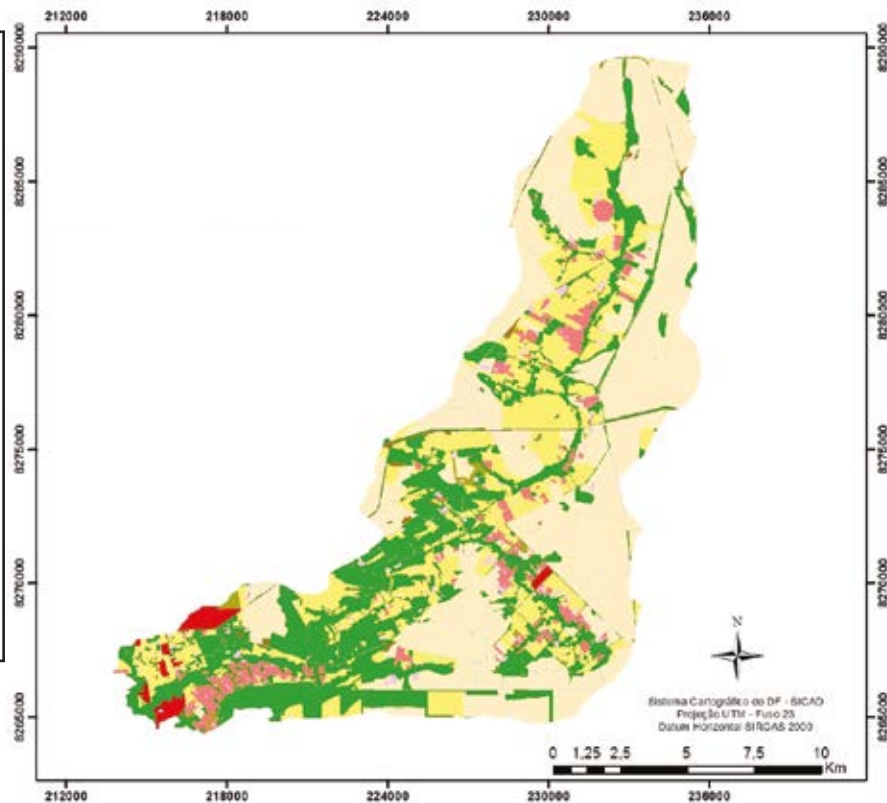 212000 218000 224000 230000 236000
8290000 8290000
8285000 8285000
8280000 8280000
8275000 8275000
8270000 8270000
8265000 8265000
N
Sistema Cartográfico do DF - SICAD
Projeção UTM - Fuso 23
Datum Horizontal SIRGAS 2000
0 1,25 2,5 5 7,5 10
Km
212000 218000 224000 230000 236000